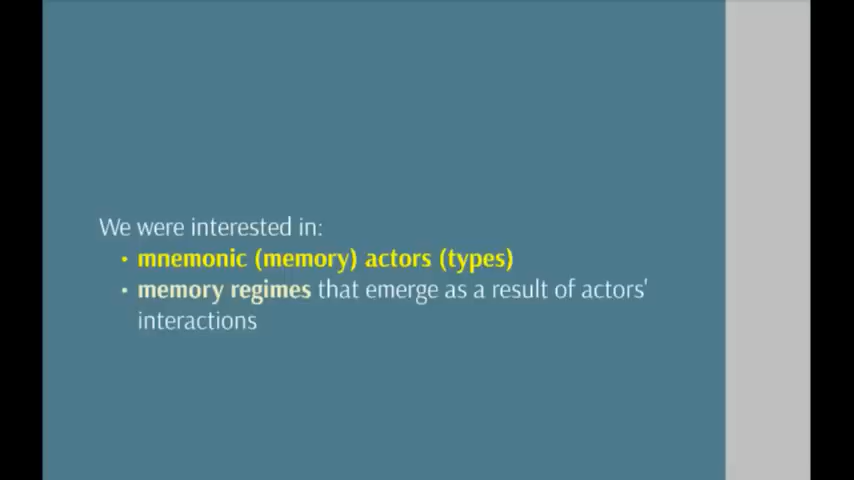 We were interested in:
• mnemonic (memory) actors (types)
• memory regimes that emerge as a result of actors'
interactions